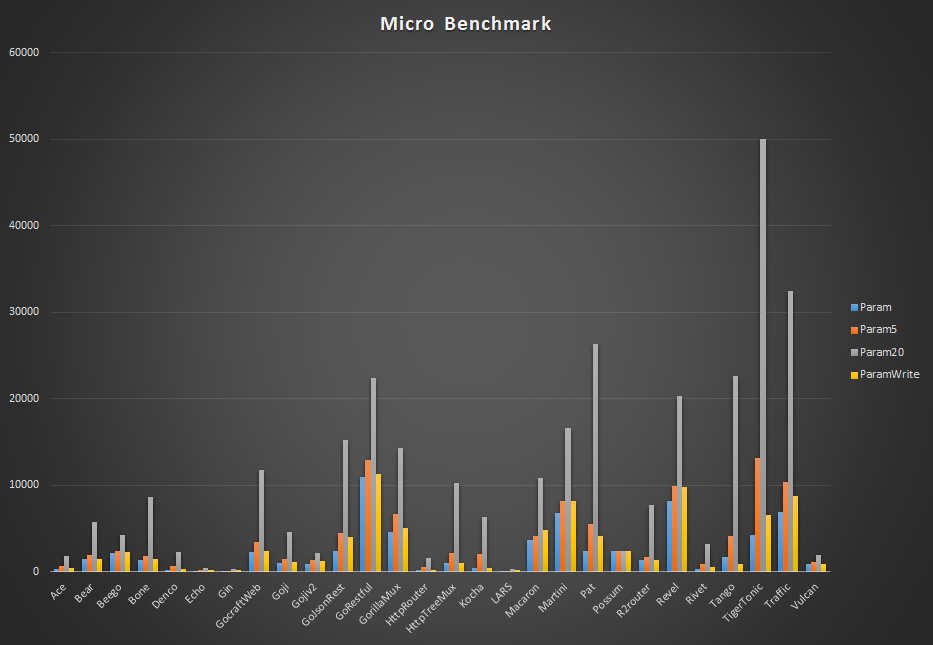 Micro Benchmark
60000
50000
40000
30000
20000
10000
0
Ace
Bear
Beego
Bone
Denco
Echo
Gin
GocraftWeb
Goji
Gojiv2
GoJsonRest
GoRestful
GorillaMux
HttpRouter
HttpTreeMux
Kocha
LARS
Macaron
Martini
Pat
Possum
R2router
Revel
Rivet
Tango
TigerTonic
Traffic
Vulcan
Param
Param5
Param20
ParamWrite